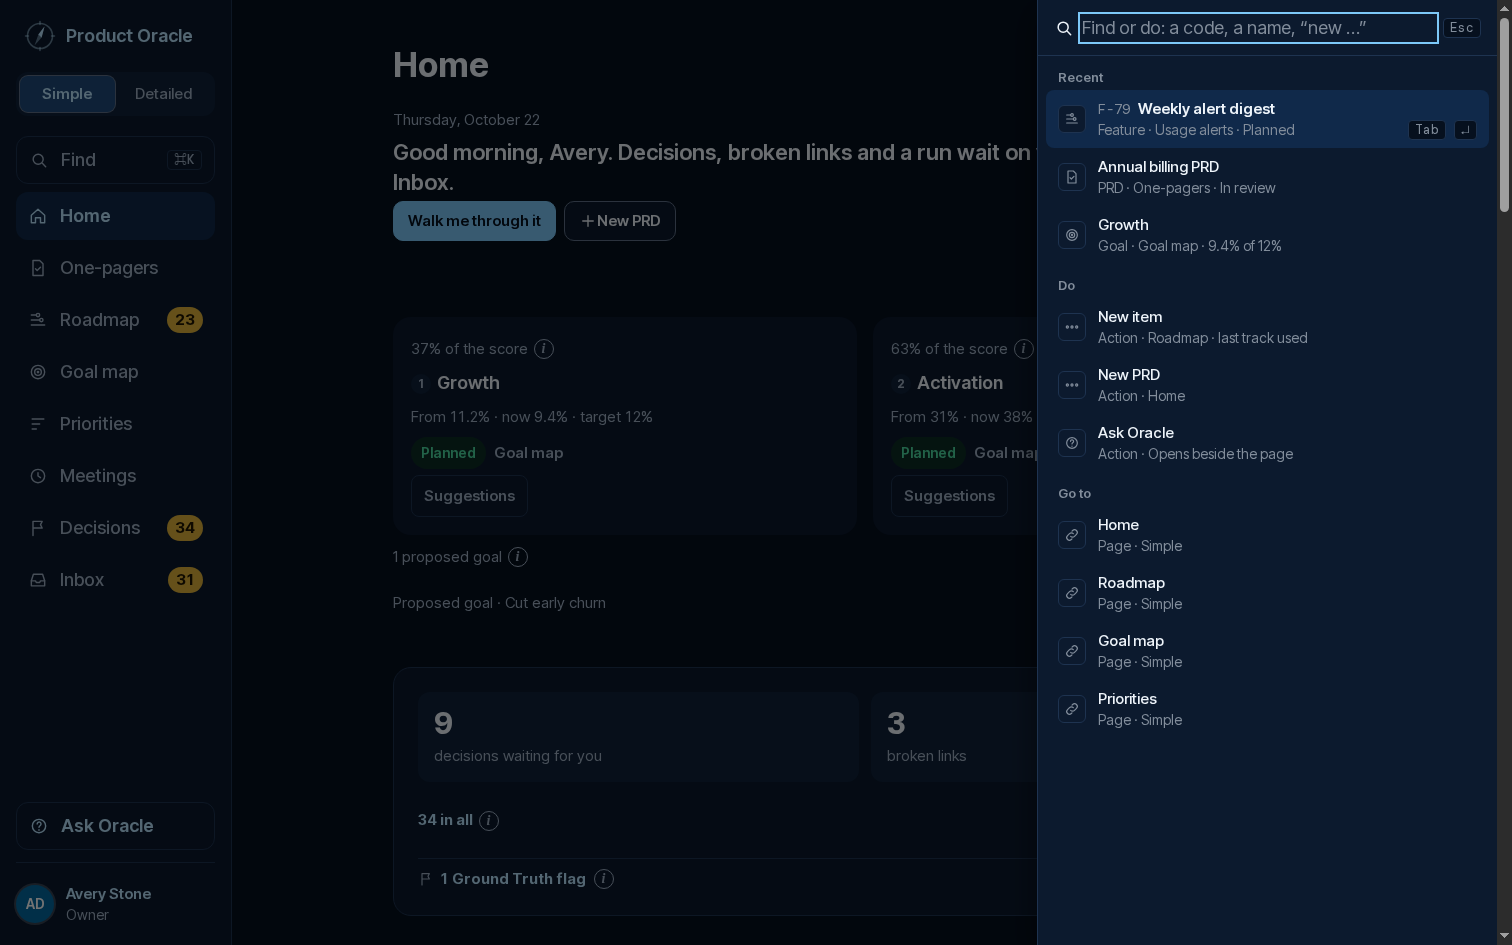 Product Oracle
Simple
Detailed
Find
⌘K
Home
One-pagers
Roadmap
23
Goal map
Priorities
Meetings
Decisions
34
Inbox
31
Ask Oracle
AD
Avery Stone
Owner
Home
Thursday, October 22
Good morning, Avery. Decisions, broken links and a run wait on
Inbox.
Walk me through it
New PRD
37% of the score
i
1
Growth
From 11.2% · now 9.4% · target 12%
Planned
Goal map
Suggestions
63% of the score
i
2
Activation
From 31% · now 38%
Planned
Goal map
Suggestions
1 proposed goal
i
Proposed goal · Cut early churn
9
decisions waiting for you
3
broken links
34 in all
i
1 Ground Truth flag
i
Find or do: a code, a name, “new …”
Esc
Recent
F-79 Weekly alert digest
Feature · Usage alerts · Planned
Tab
Annual billing PRD
PRD · One-pagers · In review
Growth
Goal · Goal map · 9.4% of 12%
Do
New item
Action · Roadmap · last track used
New PRD
Action · Home
Ask Oracle
Action · Opens beside the page
Go to
Home
Page · Simple
Roadmap
Page · Simple
Goal map
Page · Simple
Priorities
Page · Simple